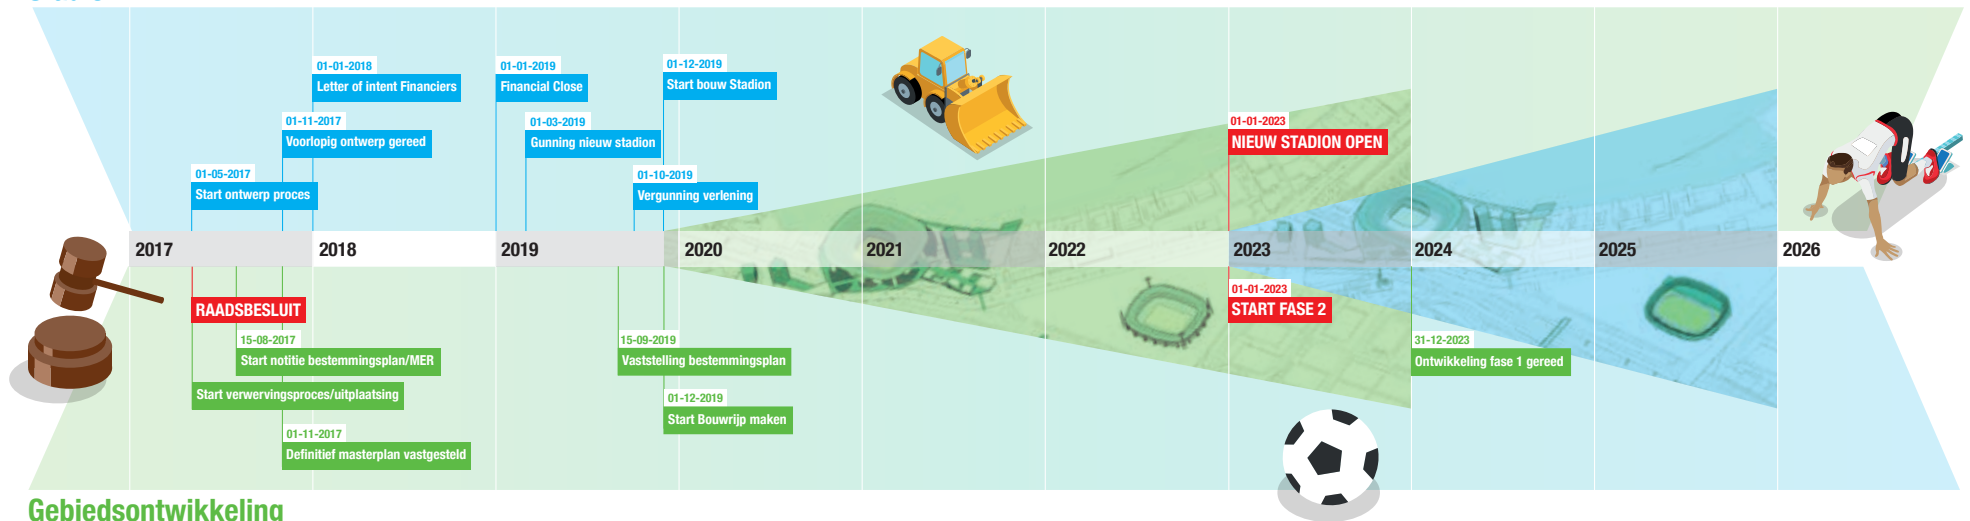 01-01-2018
Letter of intent Financiers
01-01-2019
Financial Close
01-12-2019
Start bouw Stadion
01-11-2017
Voorlopig ontwerp gereed
01-03-2019
Gunning nieuw stadion
01-01-2023
NIEUW STADION OPEN
01-05-2017
Start ontwerp proces
01-10-2019
Vergunning verlening
2017
2018
2019
2020
2021
2022
2023
2024
2025
2026
RAADSBESLUIT
01-01-2023
START FASE 2
15-08-2017
Start notitie bestemmingsplan/MER
15-09-2019
Vaststelling bestemmingsplan
31-12-2023
Ontwikkeling fase 1 gereed
Start verwervingsproces/uitplaatsing
01-12-2019
Start Bouwrijp maken
01-11-2017
Definitief masterplan vastgesteld
Gebiedsontwikkeling